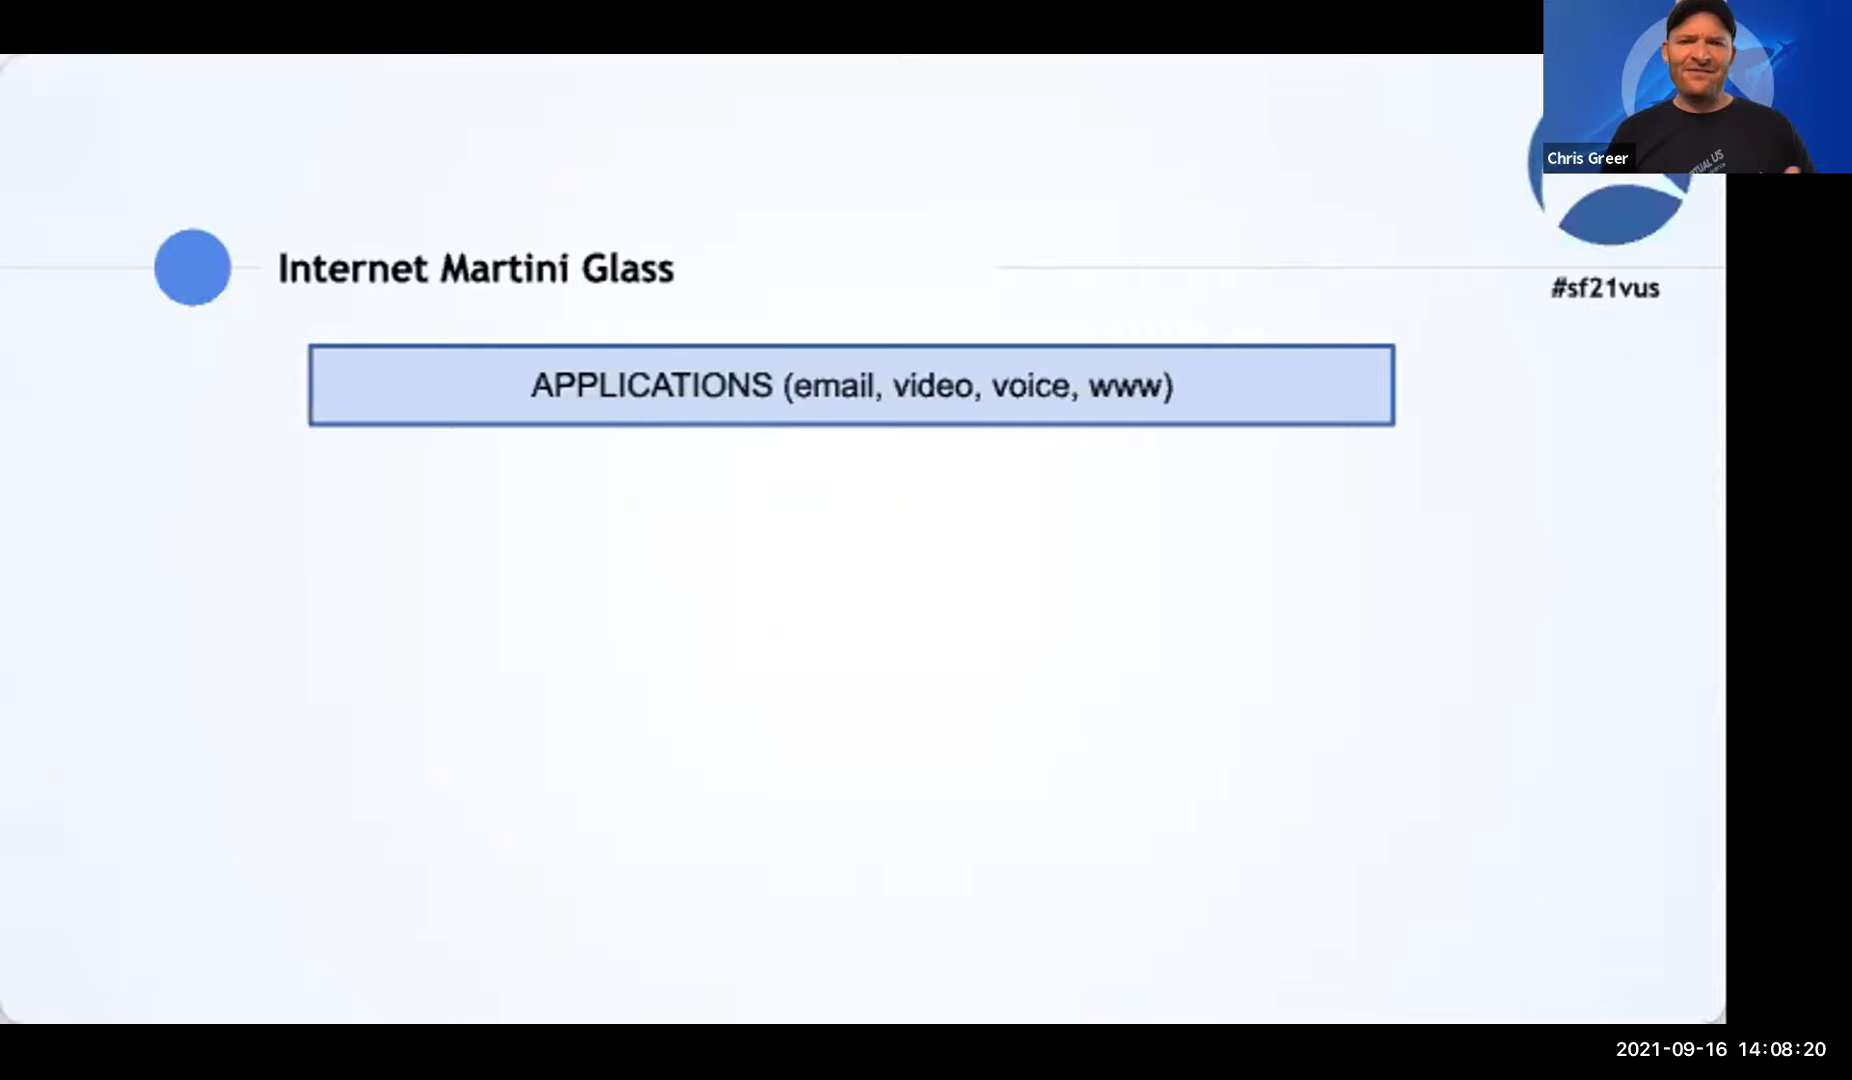 Chris Greer
Internet Martini Glass
#sf21vus
APPLICATIONS (email, video, voice, www)
2021-09-16 14:08:20